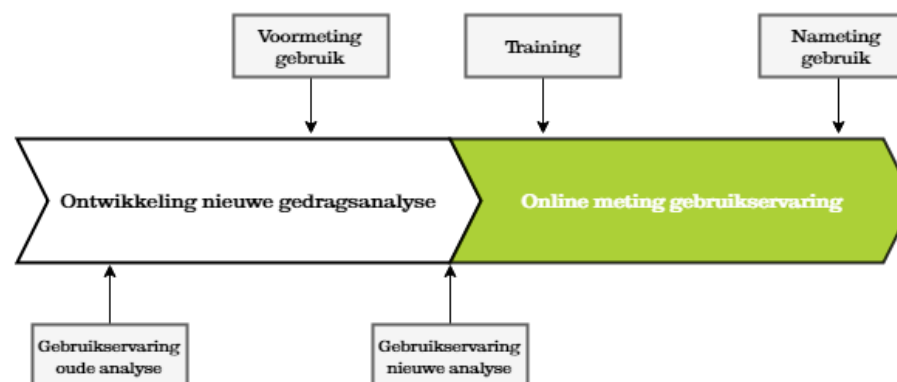 Voormeting
gebruik
Training
Nameting
gebruik
Ontwikkeling nieuwe gedragsanalyse
Online meting gebruikservaring
Gebruikservaring
oude analyse
Gebruikservaring
nieuwe analyse